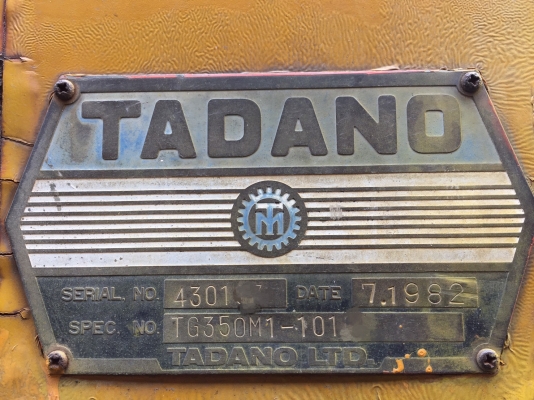 TADANO
SERIAL. NO. 4301 DATE 7.1982
SPEC. NO. TG350M1-101
TADANO LTD.